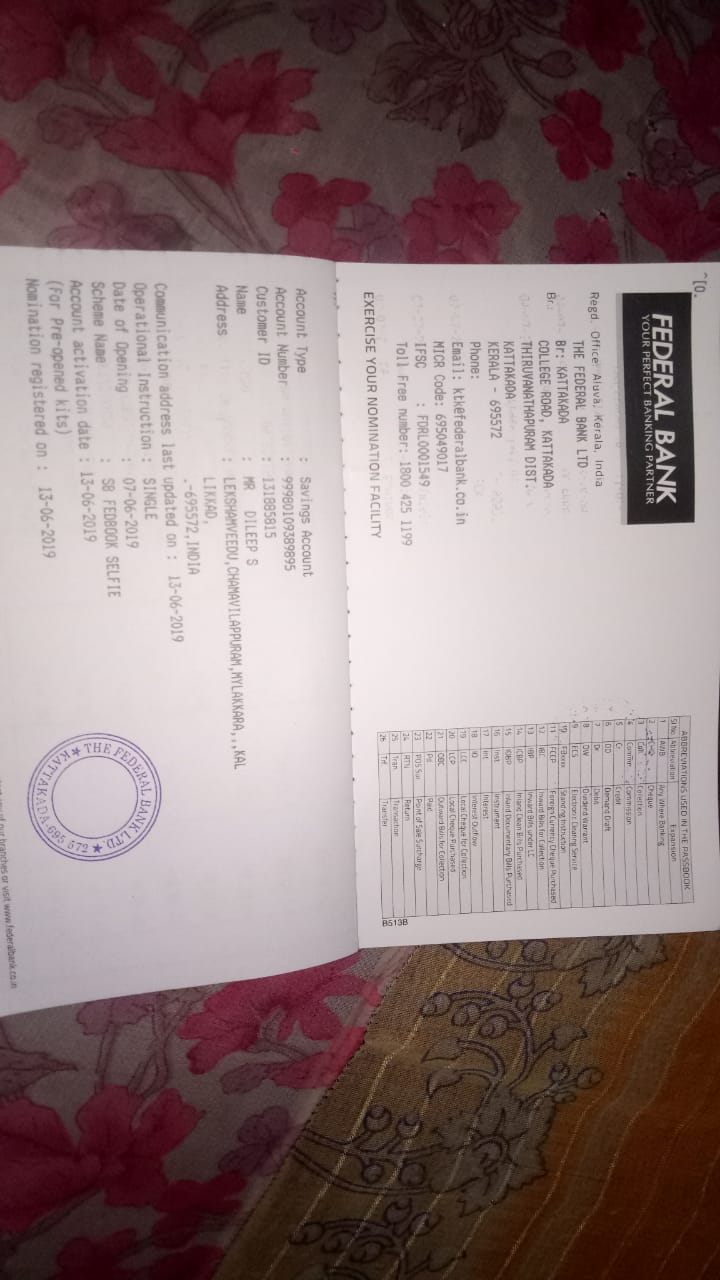 FEDERAL BANK
YOUR PERFECT BANKING PARTNER
Regd. Office Aluva, Kerala, India
THE FEDERAL BANK LTD
Br: KATTAKADA
COLLEGE ROAD, KATTAKADA
Br:
THIRUVANATHAPURAM DIST.
KATTAKADA
KERALA - 695572
Phone:
Email: ktk@federalbank.co.in
MICR Code: 695049017
IFSC : FDRL0001549
Toll Free number: 1800 425 1199
EXERCISE YOUR NOMINATION FACILITY
ABBREVIATIONS USED IN THE PASSBOOK
Sl No. Abbreviation Expansion
1 AWB Any Where Banking
2 Cheque
3 Coll Collection
4 Comm Commission
5 Cr Credit
6 DD Demand Draft
7 Dr Debit
8 DW Dividend Warrant
9 ECS Electronic Clearing Service
10 Standing Instruction
11 FCCP Foreign Currency Cheque Purchased
12 IBC Inward Bills for Collection
13 IBP Inward Bills under LC
14 ICBP Inland Clean Bills Purchased
15 IDBP Inland Documentary Bills Purchased
16 Inst Instrument
17 Int Interest
18 IO Interest Outflow
19 LCC Local Cheque for Collection
20 LCP Local Cheque Purchased
21 OBC Outward Bills for Collection
22 Pd Paid
23 POS Sur Point of Sale Surcharge
24 RTN Return
25 Tran Transaction
26 Trf Transfer
B513B
Account Type : Savings Account
Account Number : 99980109389895
Customer ID : 131885815
Name : MR DILEEP S
Address : LEKSHAMVEEDU,CHAMAVILAPPURAM,MYLAKKARA,,,KAL
LIKKAD,
.-695572,INDIA
Communication address last updated on : 13-06-2019
Operational Instruction : SINGLE
Date of Opening : 07-06-2019
Scheme Name : SB FEDBOOK SELFIE
Account activation date : 13-06-2019
(For Pre-opened kits)
Nomination registered on : 13-06-2019
THE FEDERAL BANK LTD.
KATTAKADA-695 572
our branches or visit www.federalbank.co.in